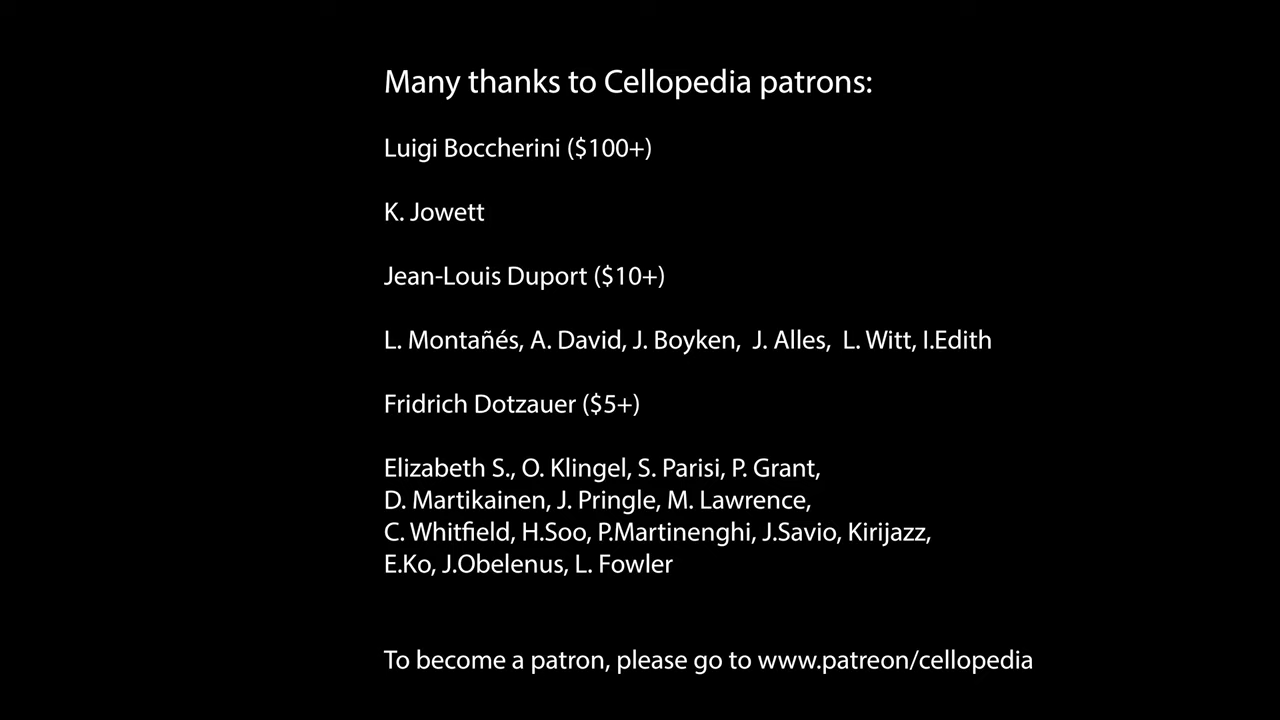 Many thanks to Cellopedia patrons:
Luigi Boccherini ($100+)
K. Jowett
Jean-Louis Duport ($10+)
L. Montañés, A. David, J. Boyken,  J. Alles,  L. Witt, I.Edith
Fridrich Dotzauer ($5+)
Elizabeth S., O. Klingel, S. Parisi, P. Grant,
D. Martikainen, J. Pringle, M. Lawrence,
C. Whitfield, H.Soo, P.Martinenghi, J.Savio, Kirijazz,
E.Ko, J.Obelenus, L. Fowler
To become a patron, please go to www.patreon/cellopedia